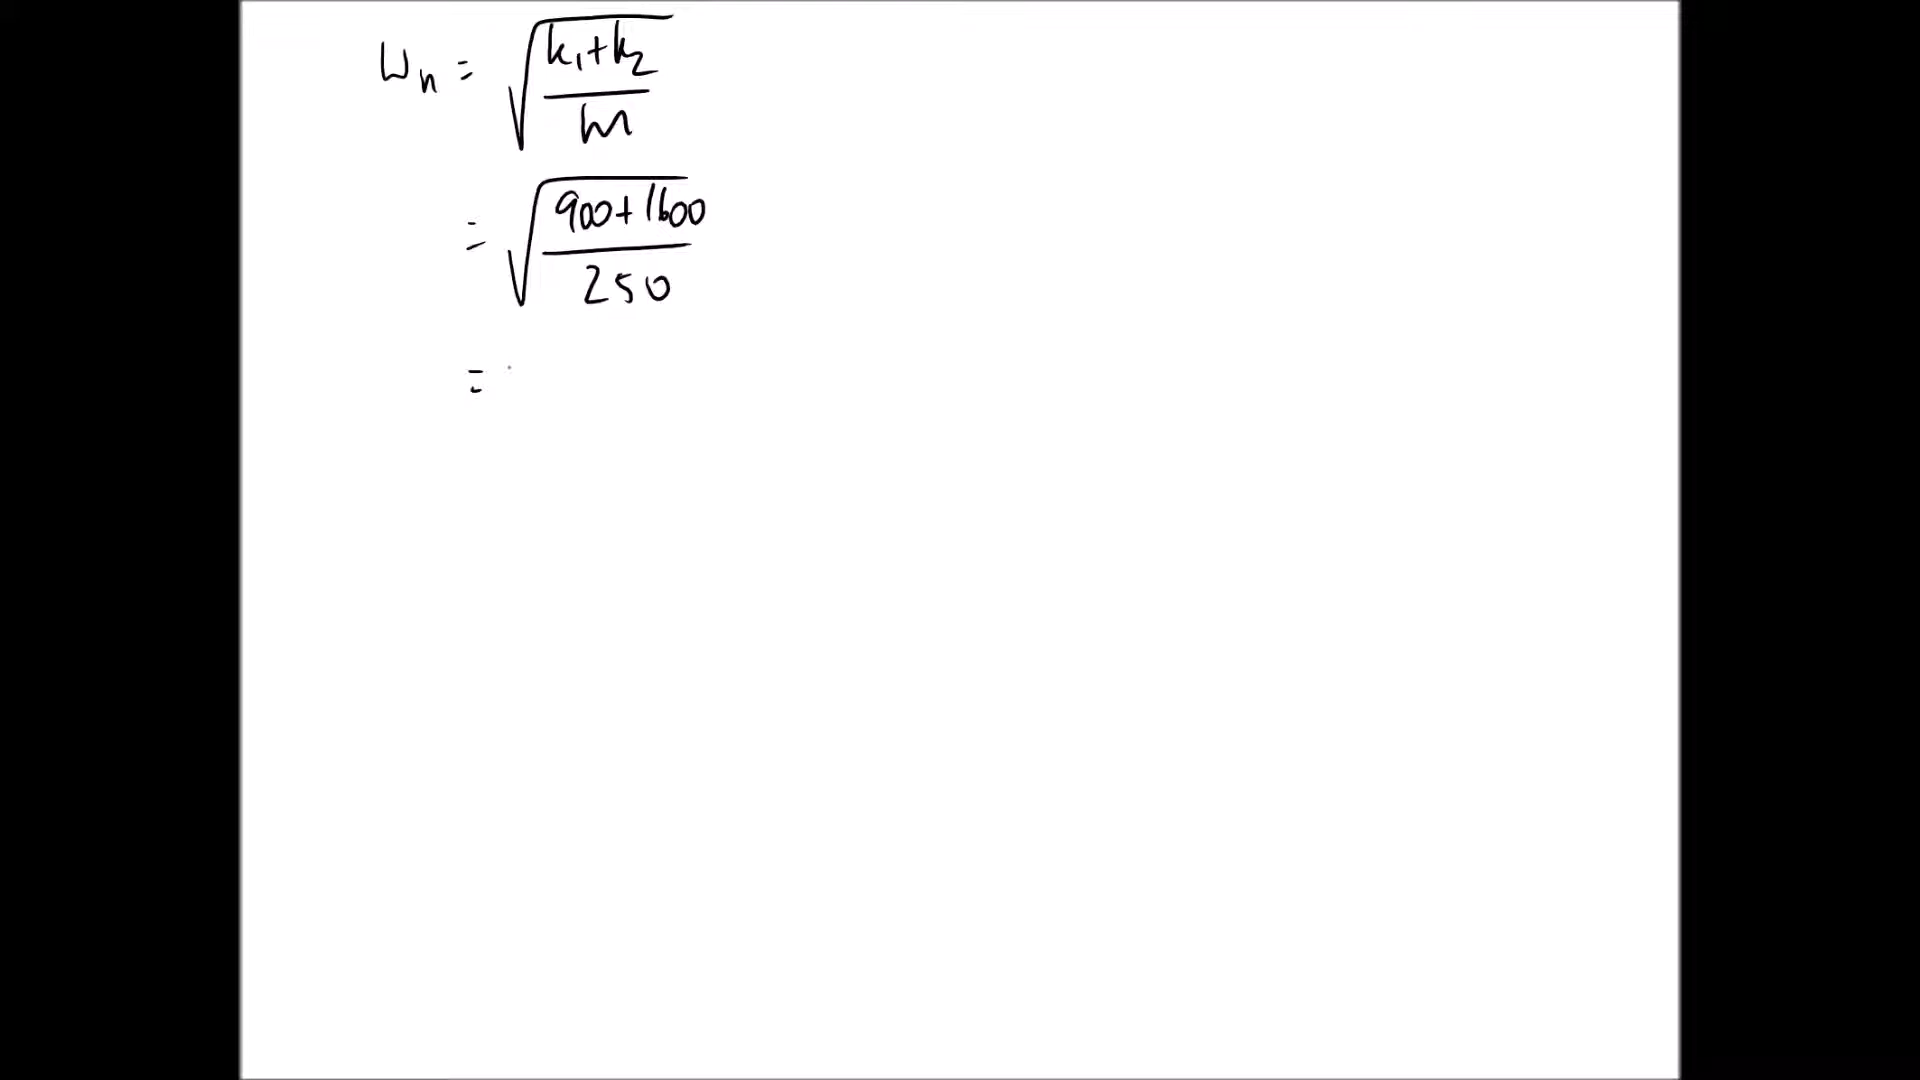 ωn = √((k₁+k₂)/m)
= √((900+1600)/250)
=